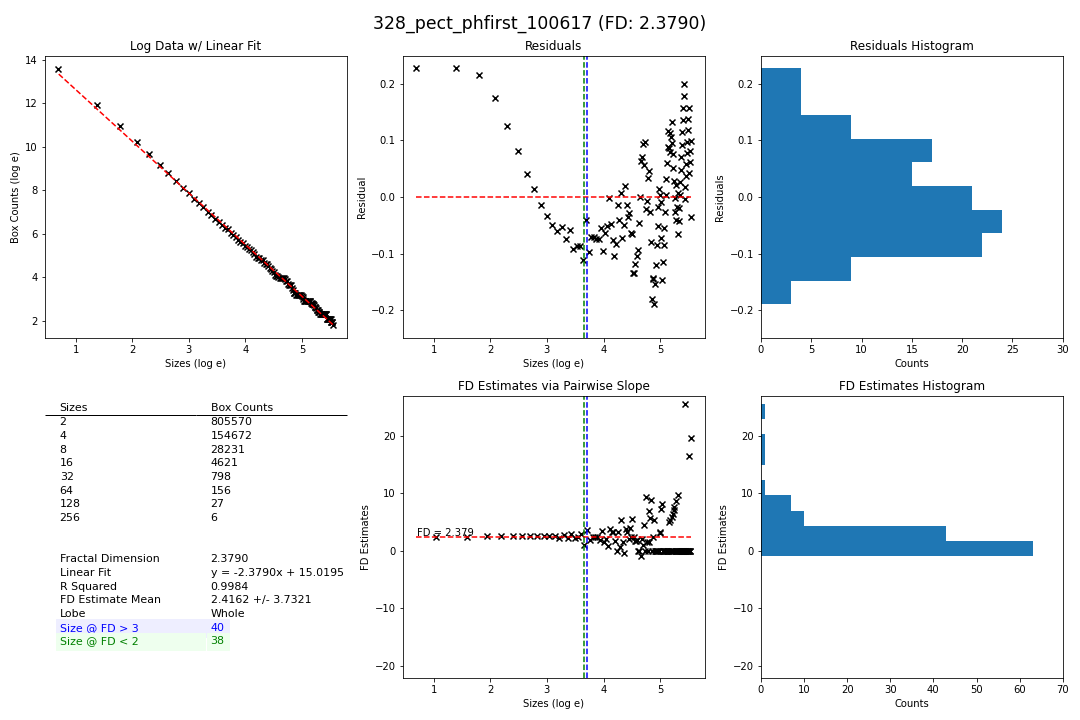 328_pect_phfirst_100617 (FD: 2.3790)
Log Data w/ Linear Fit
14
12
10
8
6
4
2
1 2 3 4 5
Box Counts (log e)
Sizes (log e)
Residuals
0.2
0.1
0.0
−0.1
−0.2
1 2 3 4 5
Residual
Sizes (log e)
Residuals Histogram
0.2
0.1
0.0
−0.1
−0.2
0 5 10 15 20 25 30
Residuals
Counts
Sizes Box Counts
2 805570
4 154672
8 28231
16 4621
32 798
64 156
128 27
256 6
Fractal Dimension 2.3790
Linear Fit y = -2.3790x + 15.0195
R Squared 0.9984
FD Estimate Mean 2.4162 +/- 3.7321
Lobe Whole
Size @ FD > 3 40
Size @ FD < 2 38
FD Estimates via Pairwise Slope
20
10
0
−10
−20
1 2 3 4 5
FD = 2.379
FD Estimates
Sizes (log e)
FD Estimates Histogram
20
10
0
−10
−20
0 10 20 30 40 50 60 70
FD Estimates
Counts